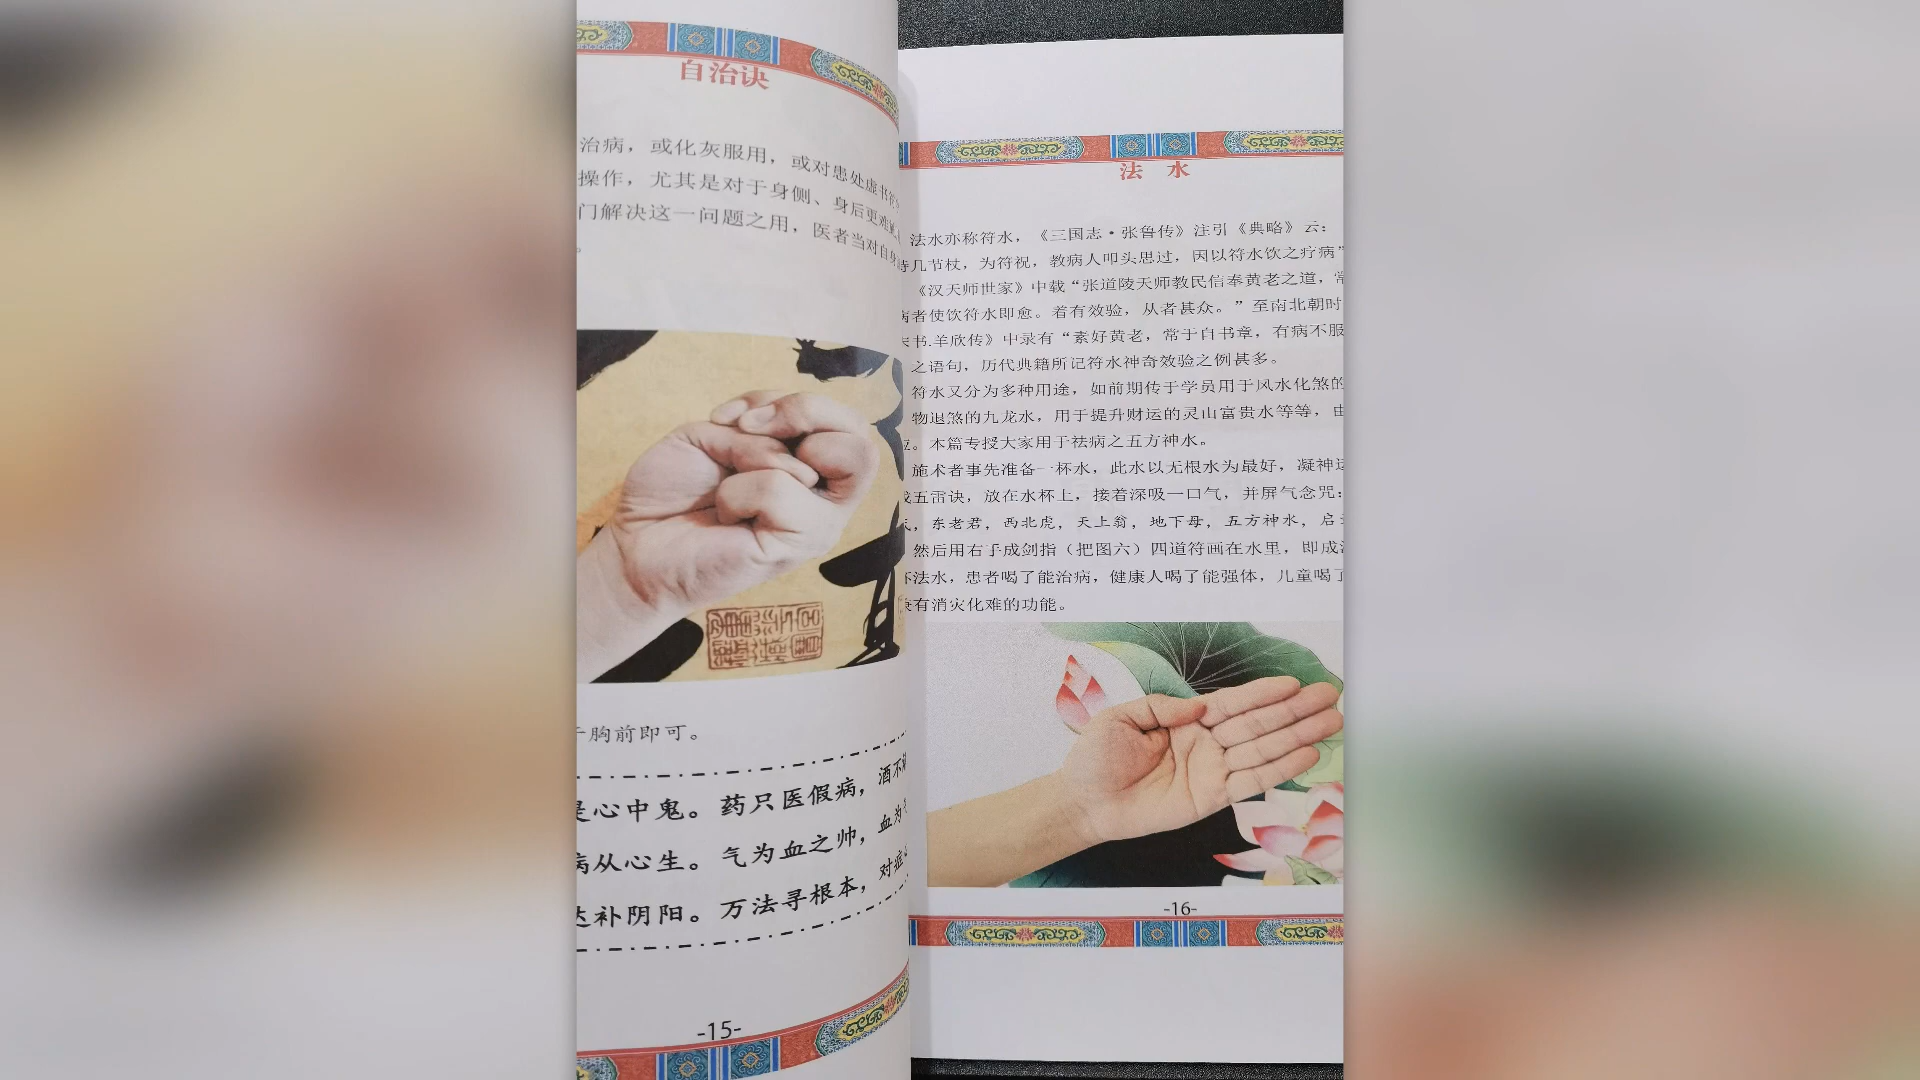 自治诀
治病，或化灰服用，或对患处虚书符
操作，尤其是对于身侧、身后更难
门解决这一问题之用，医者当对自身
。
胸前即可。
是心中鬼。药只医假病，酒不
病从心生。气为血之帅，血为
达补阴阳。万法寻根本，对症
-15-
法 水
法水亦称符水，《三国志·张鲁传》注引《典略》云：
持几节杖，为符祝，教病人叩头思过，因以符水饮之疗病”
《汉天师世家》中载“张道陵天师教民信奉黄老之道，常
病者使饮符水即愈。着有效验，从者甚众。”至南北朝时
宋书.羊欣传》中录有“素好黄老，常于自书章，有病不服
之语句，历代典籍所记符水神奇效验之例甚多。
符水又分为多种用途，如前期传于学员用于风水化煞的
物退煞的九龙水，用于提升财运的灵山富贵水等等，由
。本篇专授大家用于祛病之五方神水。
施术者事先准备一杯水，此水以无根水为最好，凝神运
成五雷诀，放在水杯上，接着深吸一口气，并屏气念咒：
，东老君，西北虎，天上翁，地下母，五方神水，启
然后用右手成剑指（把图六）四道符画在水里，即成法
杯法水，患者喝了能治病，健康人喝了能强体，儿童喝了
有消灾化难的功能。
-16-